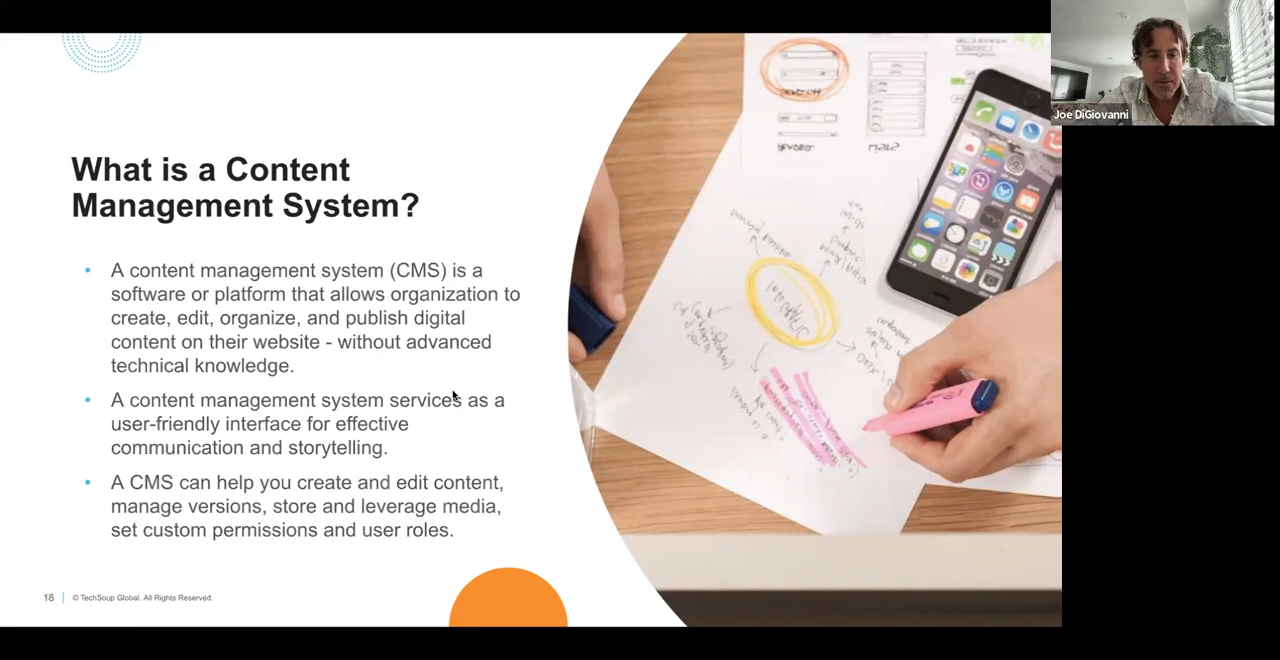 Joe DiGiovanni
What is a Content
Management System?
• A content management system (CMS) is a
software or platform that allows organization to
create, edit, organize, and publish digital
content on their website - without advanced
technical knowledge.
• A content management system services as a
user-friendly interface for effective
communication and storytelling.
• A CMS can help you create and edit content,
manage versions, store and leverage media,
set custom permissions and user roles.
18 | © TechSoup Global. All Rights Reserved.